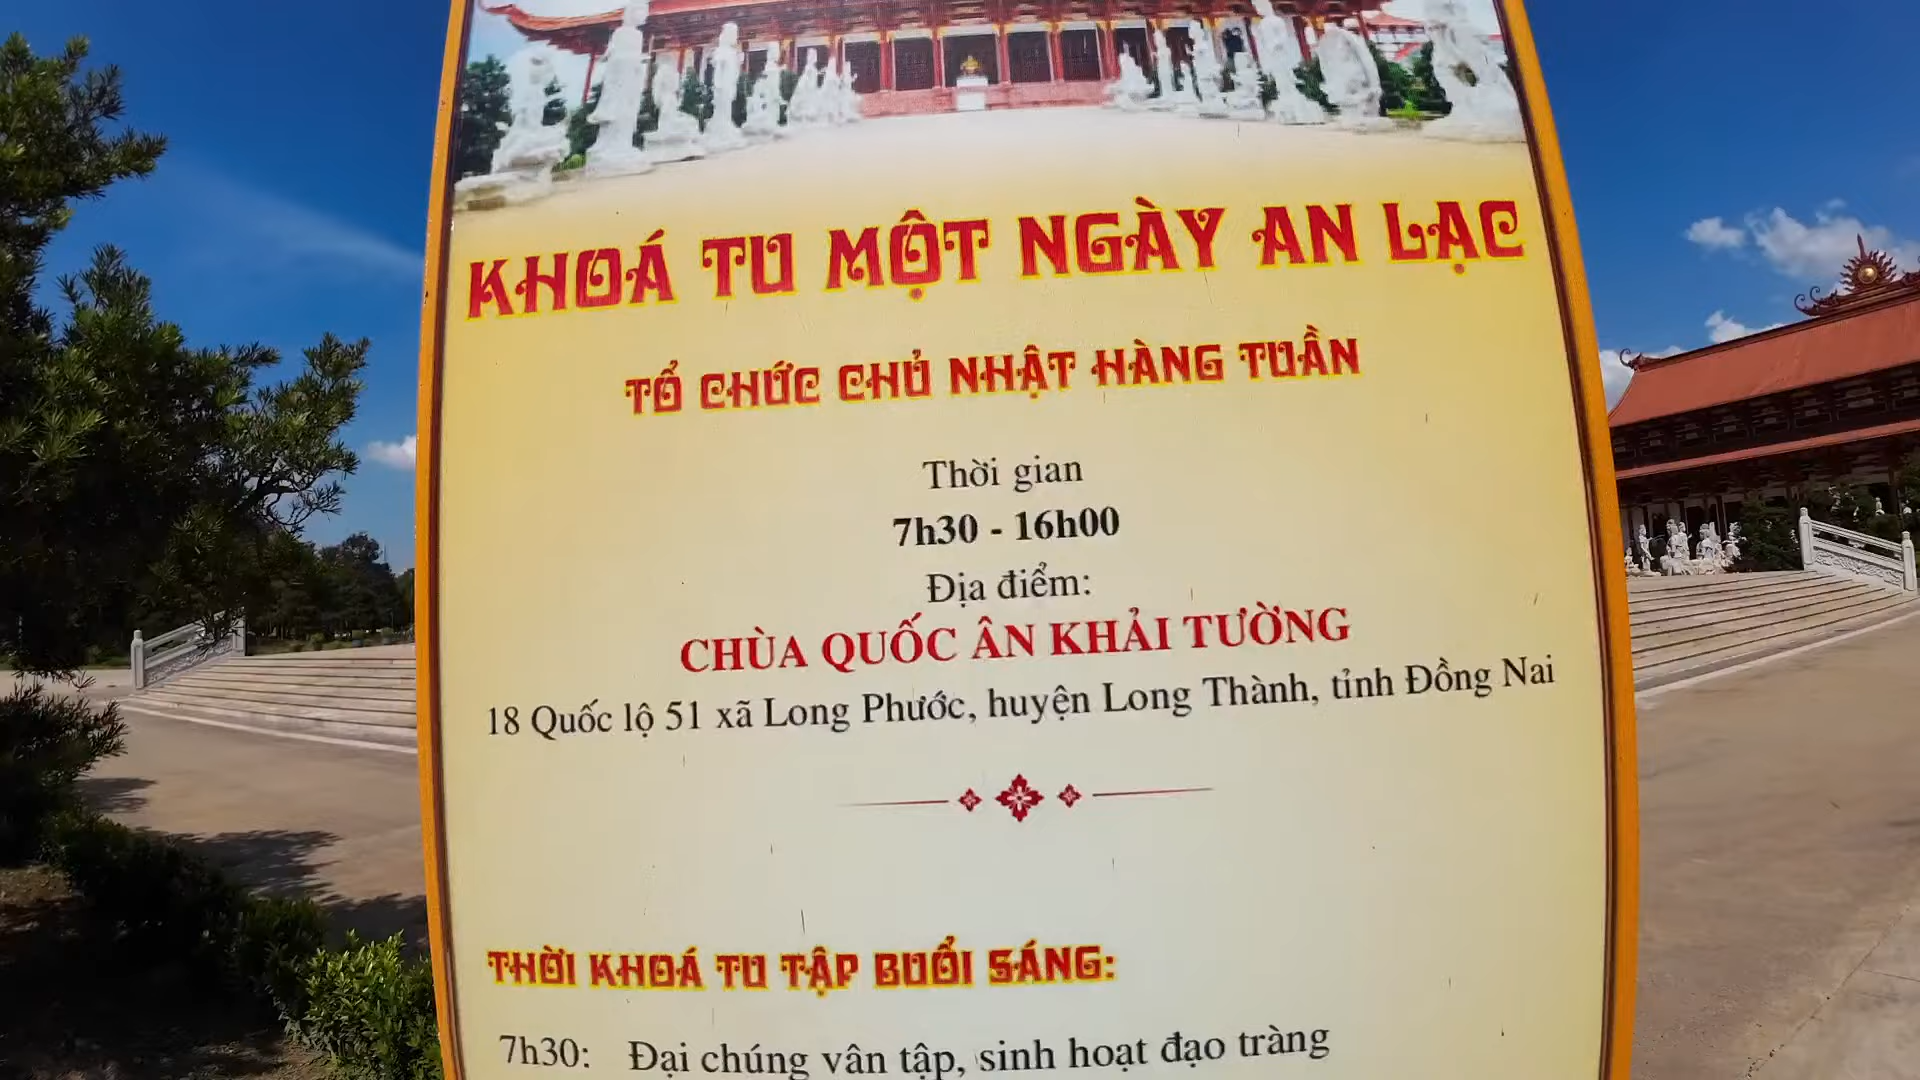 KHOÁ TU MỘT NGÀY AN LẠC
TỔ CHỨC CHỦ NHẬT HÀNG TUẦN
Thời gian
7h30 - 16h00
Địa điểm:
CHÙA QUỐC ÂN KHẢI TƯỜNG
18 Quốc lộ 51 xã Long Phước, huyện Long Thành, tỉnh Đồng Nai
THỜI KHOÁ TU TẬP BUỔI SÁNG:
7h30: Đại chúng vân tập, sinh hoạt đạo tràng